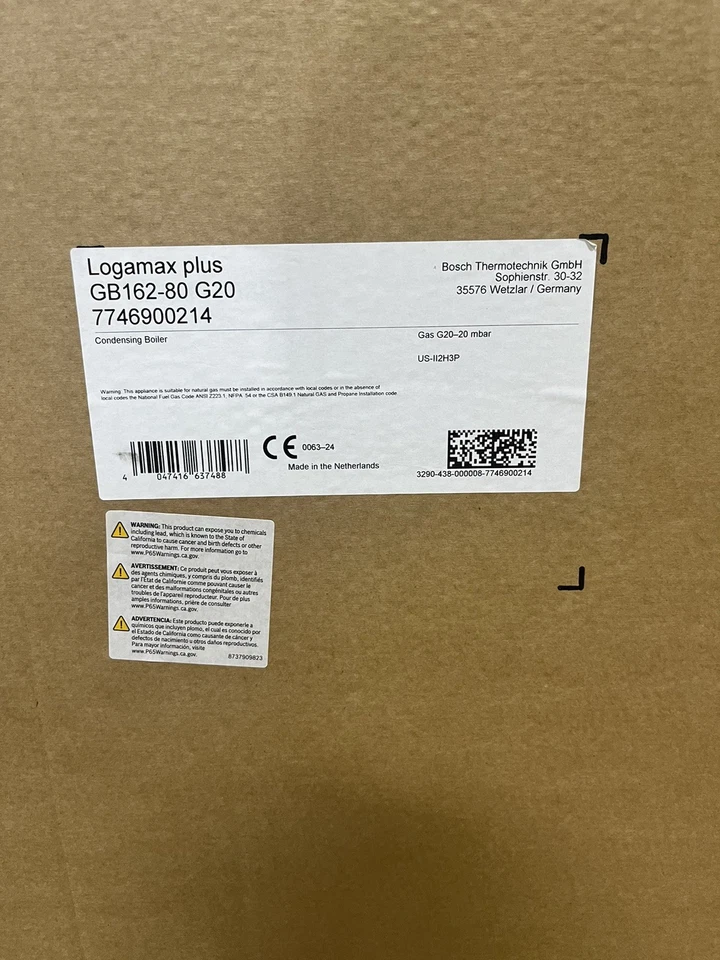 Logamax plus
GB162-80 G20
7746900214
Bosch Thermotechnik GmbH
Sophienstr. 30-32
35576 Wetzlar / Germany
Condensing Boiler
Gas G20–20 mbar
US-II2H3P
Warning: This appliance is suitable for natural gas must be installed in accordance with local codes or in the absence of
local codes the National Fuel Gas Code ANSI Z223.1, NFPA 54 or the CSA B149.1 Natural GAS and Propane Installation code
4 047416 637488
CE 0063–24
Made in the Netherlands
3290-438-000008-7746900214
WARNING: This product can expose you to chemicals
including lead, which is known to the State of
California to cause cancer and birth defects or other
reproductive harm. For more information go to
www.P65Warnings.ca.gov.
AVERTISSEMENT: Ce produit peut vous exposer à
des agents chimiques, y compris du plomb, identifiés
par l'État de Californie comme pouvant causer le
cancer et des malformations congénitales ou autres
troubles de l'appareil reproducteur. Pour de plus
amples informations, prière de consulter
www.P65Warnings.ca.gov.
ADVERTENCIA: Este producto puede exponerle a
químicos que incluyen plomo, el cual es conocido por
el Estado de California como causante de cáncer y
defectos de nacimiento u otros daños reproductivos.
Para mayor información, visite
www.P65Warnings.ca.gov.
8737909823